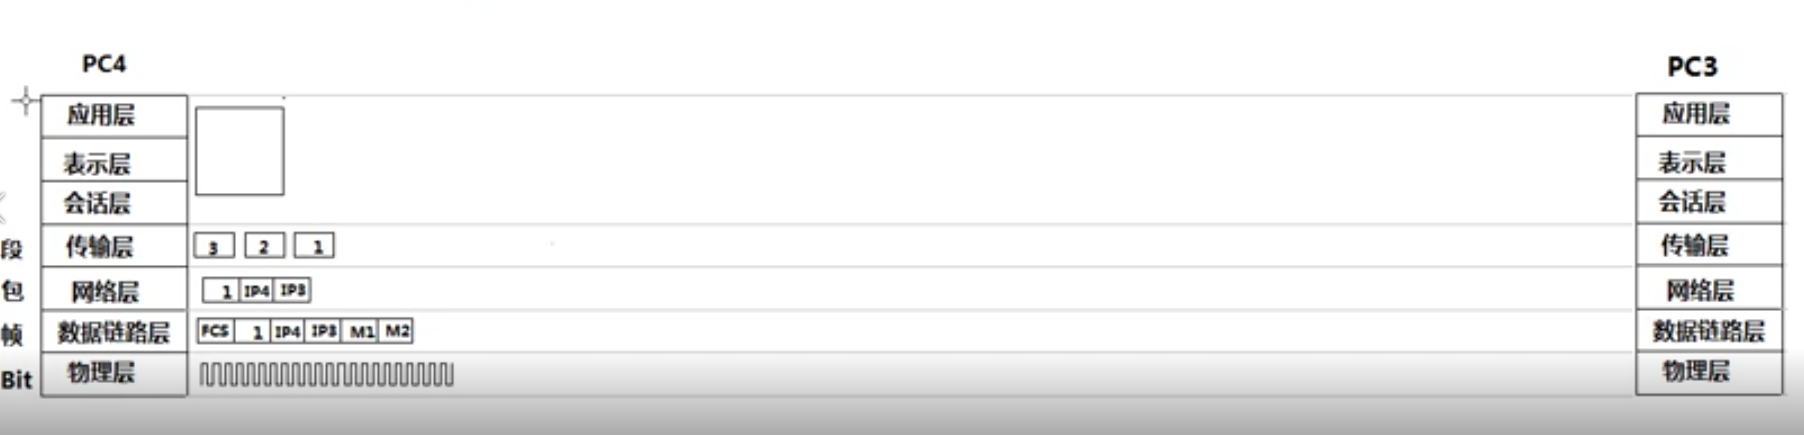 PC4 PC3
应用层 应用层
表示层 表示层
会话层 会话层
段 传输层 3 2 1 传输层
包 网络层 1 IP4 IP3 网络层
帧 数据链路层 FCS 1 IP4 IP3 M1 M2 数据链路层
Bit 物理层 物理层